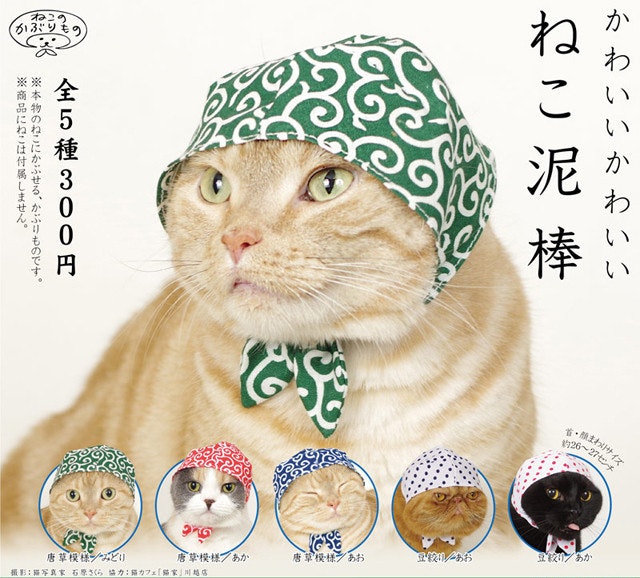 ねこの
かぶりもの
かわいいかわいい
ねこ泥棒
全5種300円
※本物のねこにかぶせる、かぶりものです。
※商品にねこは付属しません。
首・顔まわりサイズ
約26～27センチ
唐草模様／みどり
唐草模様／あか
唐草模様／あお
豆絞り／あお
豆絞り／あか
撮影：猫写真家 石原さくら 協力：猫カフェ「猫家」川越店